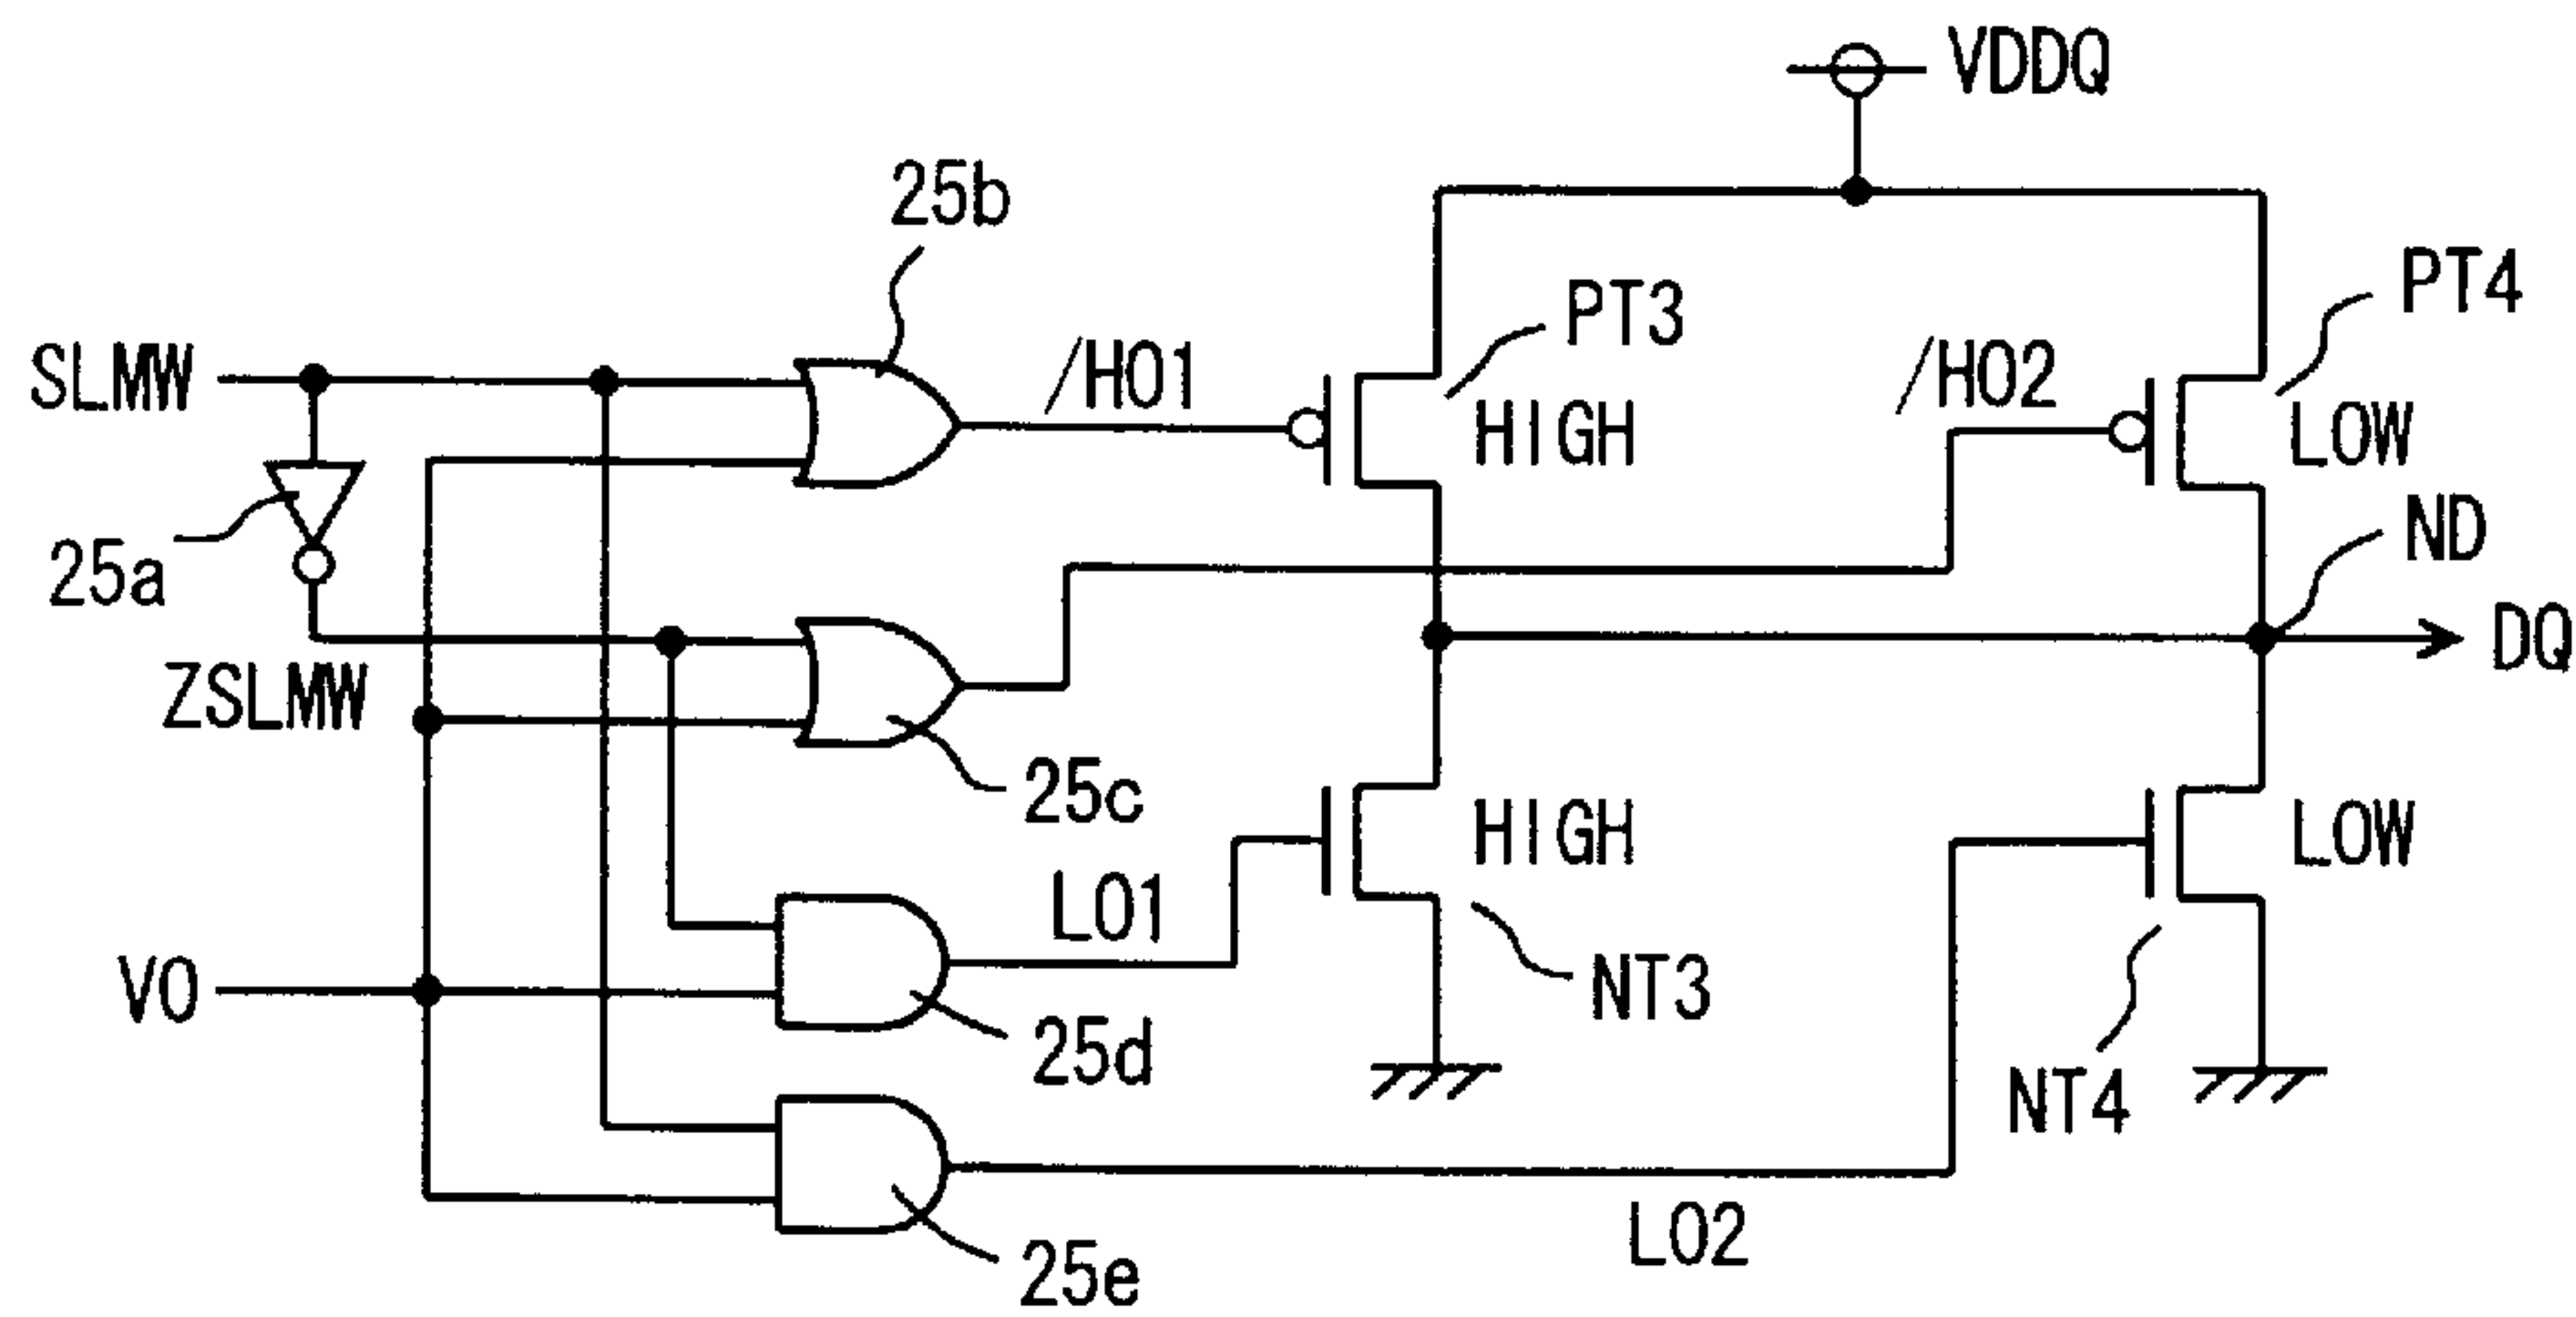 VDDQ
25b
PT4
PT3
SLMW
/HO1
/HO2
HIGH
LOW
ND
25a
DQ
ZSLMW
25c
HIGH
LOW
LO1
VO
NT3
25d
NT4
LO2
25e